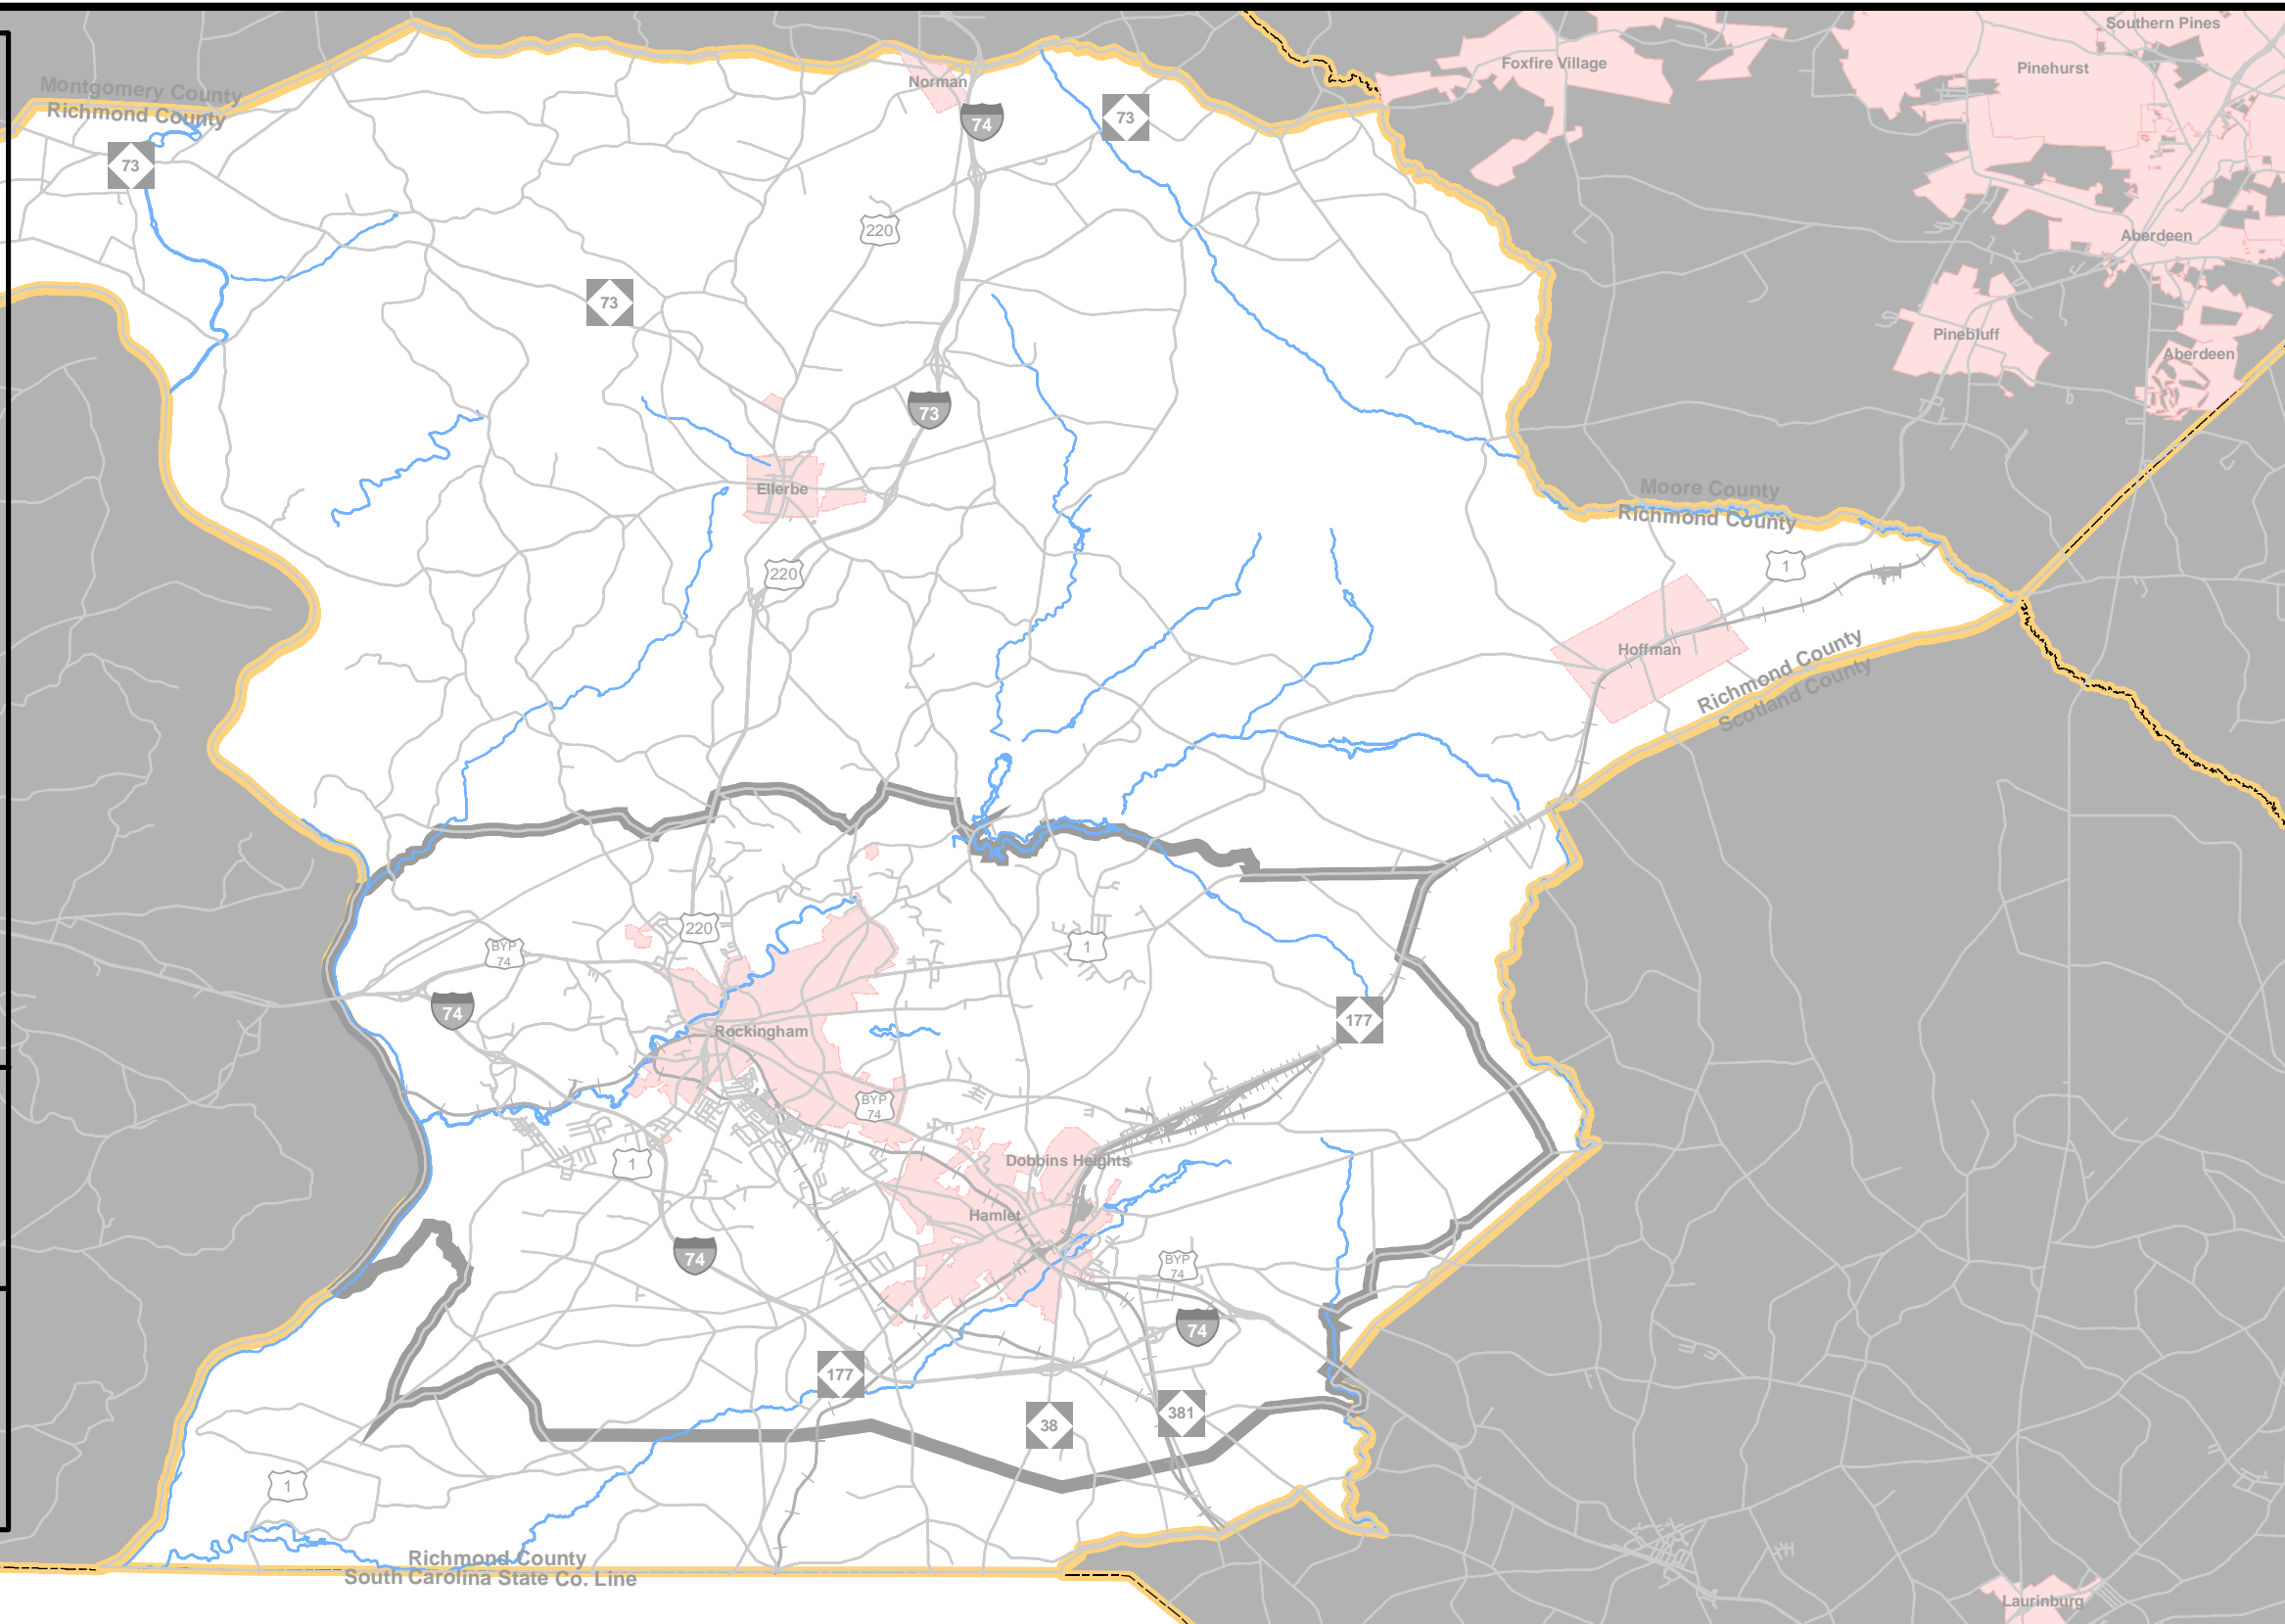 Southern Pines
Foxfire Village
Pinehurst
Norman
Montgomery County
Richmond County
74
73
73
220
Aberdeen
73
Pinebluff
Aberdeen
73
Ellerbe
Moore County
Richmond County
1
220
Hoffman
Richmond County
Scotland County
220
1
BYP
74
74
177
Rockingham
BYP
74
1
Dobbins Heights
Hamlet
74
BYP
74
74
177
38
381
1
Richmond County
South Carolina State Co. Line
Laurinburg